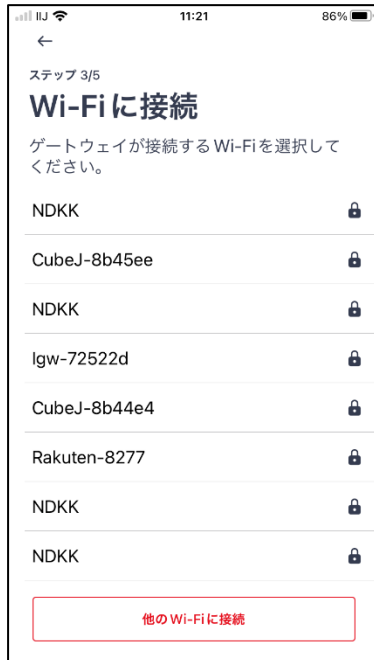 IIJ 11:21 86%
ステップ 3/5
Wi-Fiに接続
ゲートウェイが接続するWi-Fiを選択して
ください。
NDKK
CubeJ-8b45ee
NDKK
lgw-72522d
CubeJ-8b44e4
Rakuten-8277
NDKK
NDKK
他のWi-Fiに接続